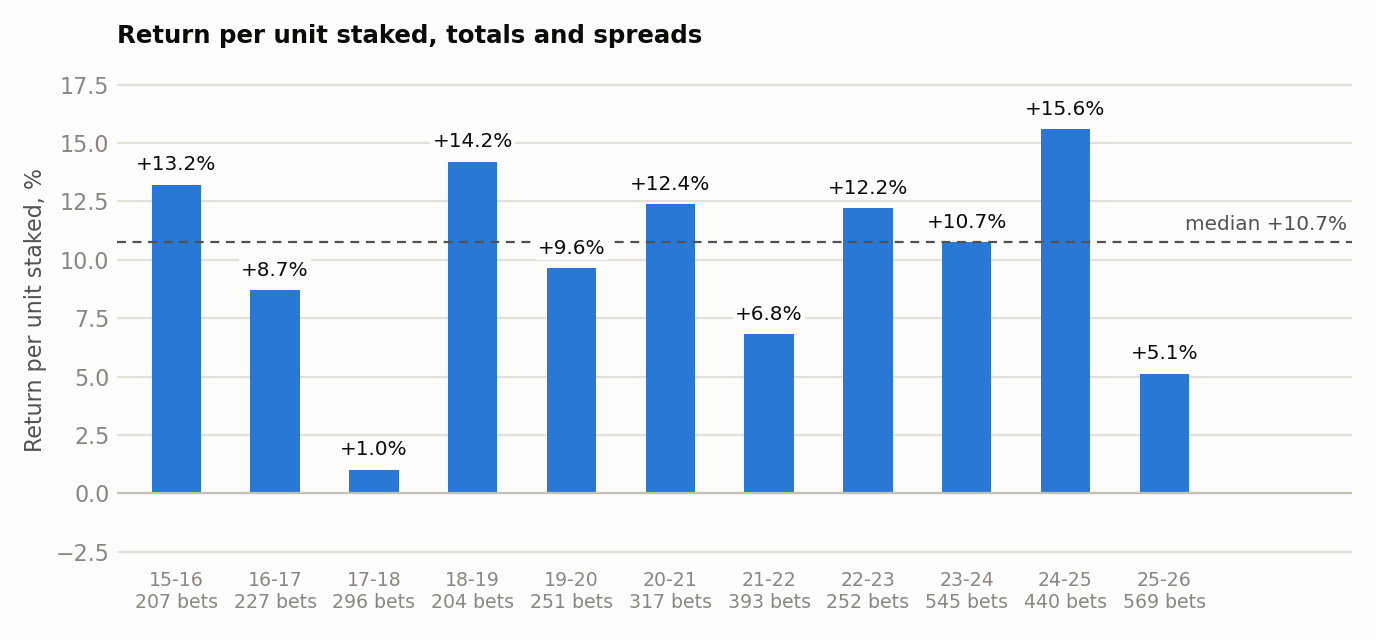 Return per unit staked, totals and spreads
Return per unit staked, %
17.5
15.0
12.5
10.0
7.5
5.0
2.5
0.0
−2.5
+13.2%
+8.7%
+1.0%
+14.2%
+9.6%
+12.4%
+6.8%
+12.2%
+10.7%
+15.6%
+5.1%
median +10.7%
15-16
207 bets
16-17
227 bets
17-18
296 bets
18-19
204 bets
19-20
251 bets
20-21
317 bets
21-22
393 bets
22-23
252 bets
23-24
545 bets
24-25
440 bets
25-26
569 bets